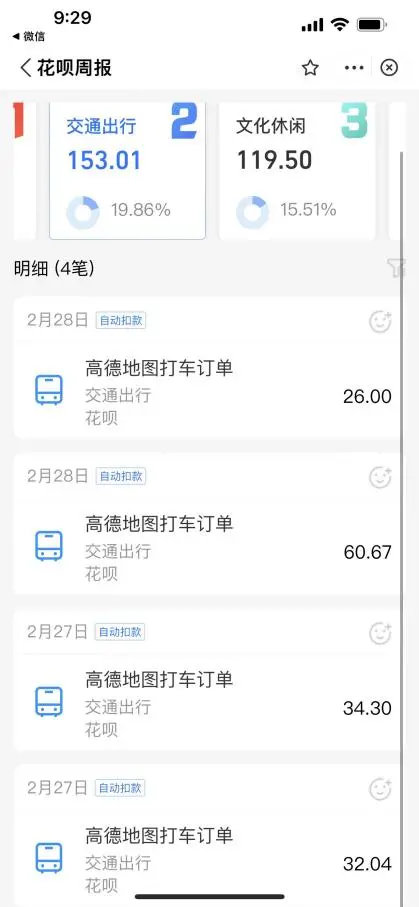 9:29
微信
花呗周报
交通出行
2
文化休闲
3
153.01
119.50
19.86%
15.51%
明细 (4笔)
2月28日 自动扣款
高德地图打车订单
交通出行
26.00
花呗
2月28日 自动扣款
高德地图打车订单
交通出行
60.67
花呗
2月27日 自动扣款
高德地图打车订单
交通出行
34.30
花呗
2月27日 自动扣款
高德地图打车订单
交通出行
32.04
花呗